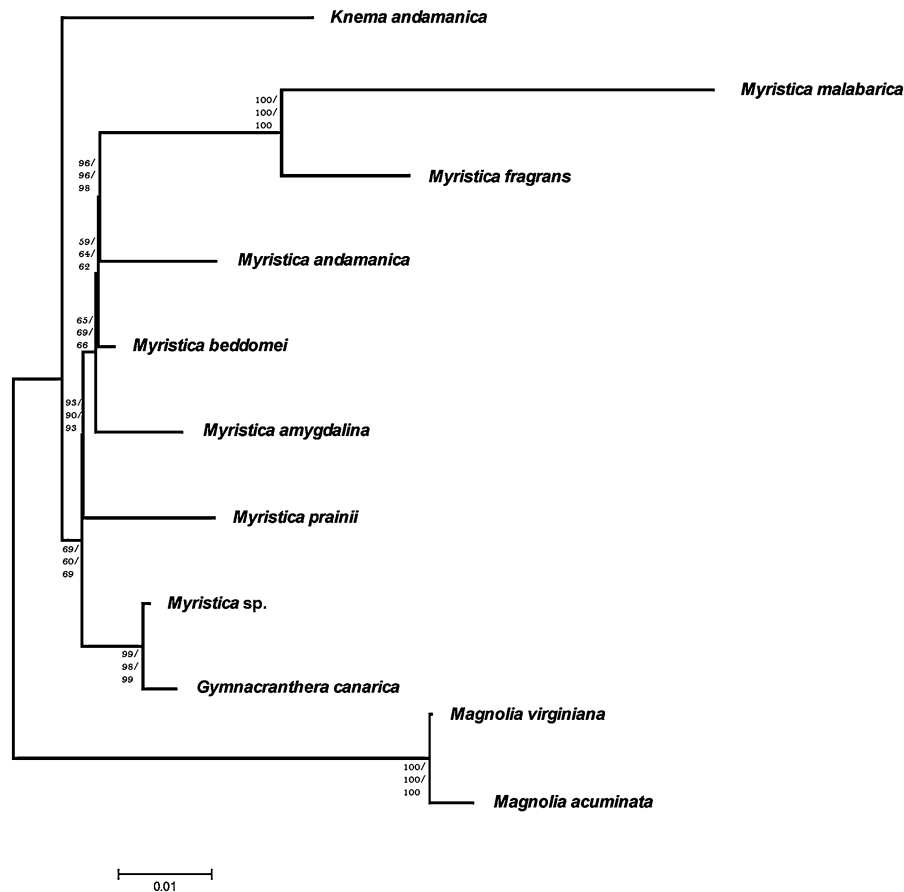 Knema andamanica
Myristica malabarica
100/
100/
100
96/
96/
98
Myristica fragrans
59/
64/
62
Myristica andamanica
65/
69/
66
Myristica beddomei
93/
90/
93
Myristica amygdalina
Myristica prainii
69/
60/
69
Myristica sp.
99/
98/
99
Gymnacranthera canarica
Magnolia virginiana
100/
100/
100
Magnolia acuminata
0.01